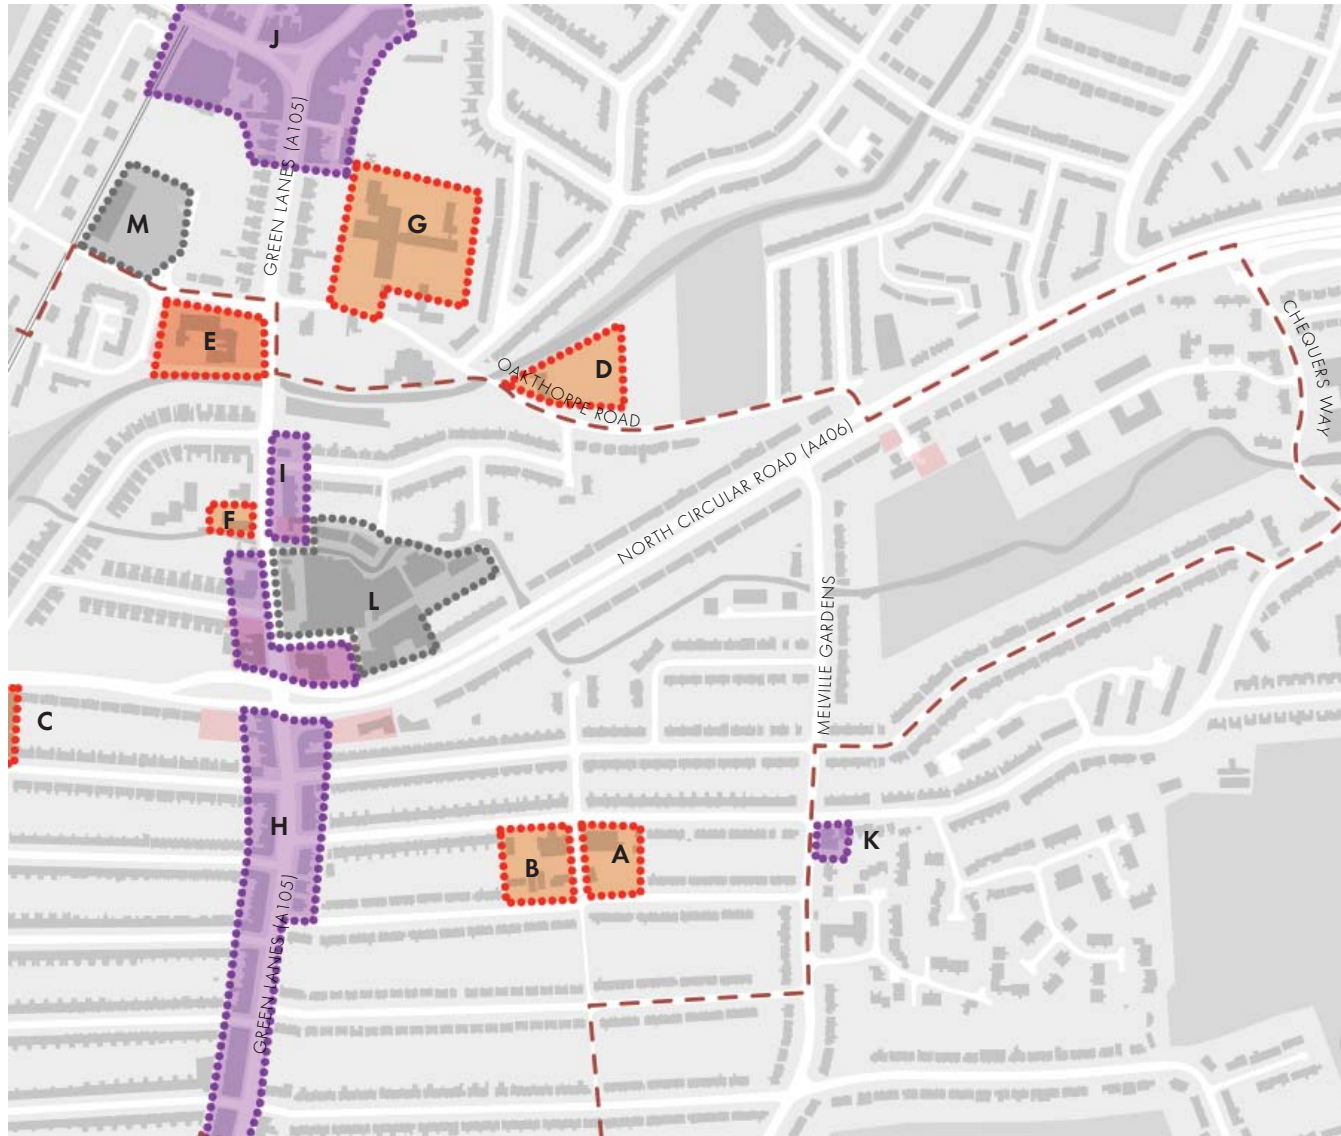 J
GREEN LANES (A105)
M
G
E
D
OAKTHORPE ROAD
CHEQUERS WAY
NORTH CIRCULAR ROAD (A406)
I
F
L
MELVILLE GARDENS
C
H
B
A
K
GREEN LANES (A105)